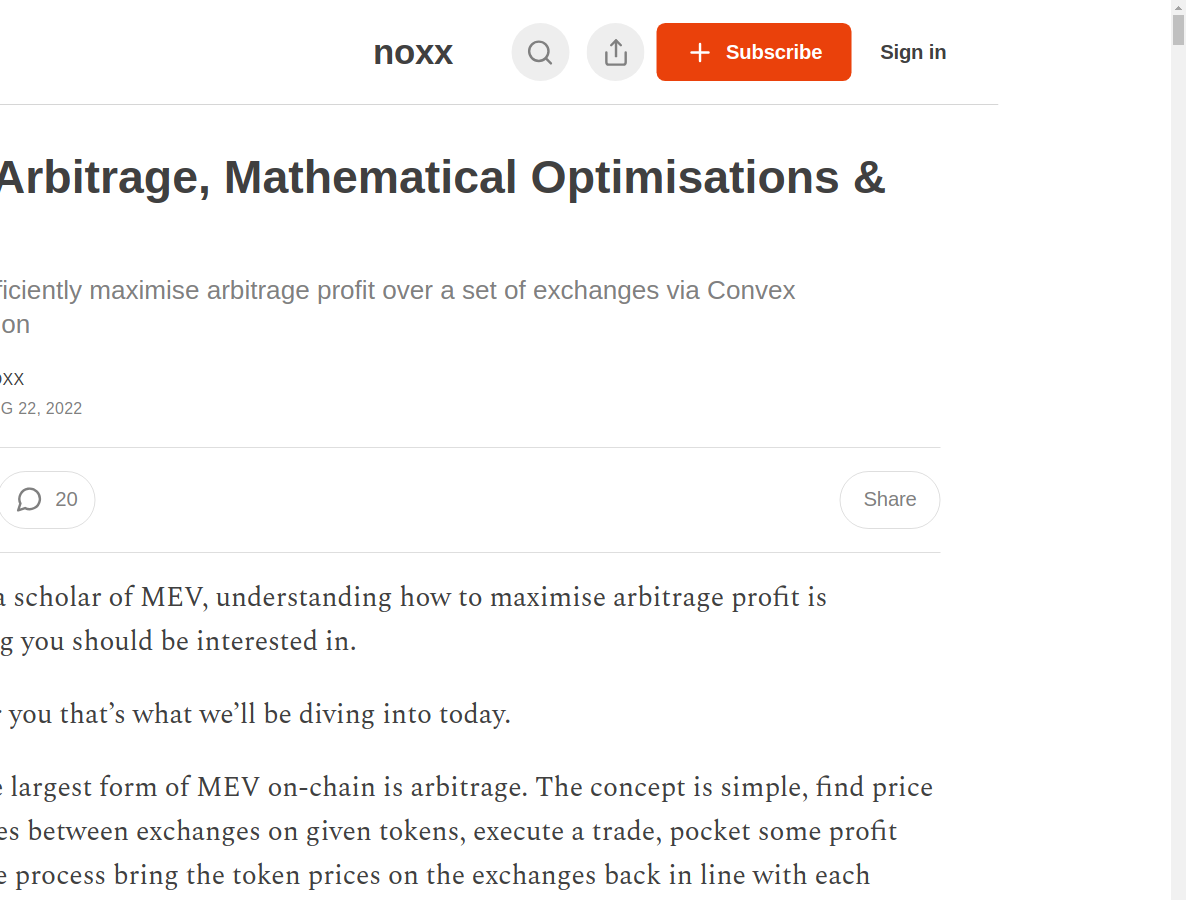 noxx
Subscribe
Sign in
Arbitrage, Mathematical Optimisations &
ficiently maximise arbitrage profit over a set of exchanges via Convex
on
OXX
G 22, 2022
20
Share
a scholar of MEV, understanding how to maximise arbitrage profit is
g you should be interested in.
you that’s what we’ll be diving into today.
e largest form of MEV on-chain is arbitrage. The concept is simple, find price
es between exchanges on given tokens, execute a trade, pocket some profit
e process bring the token prices on the exchanges back in line with each